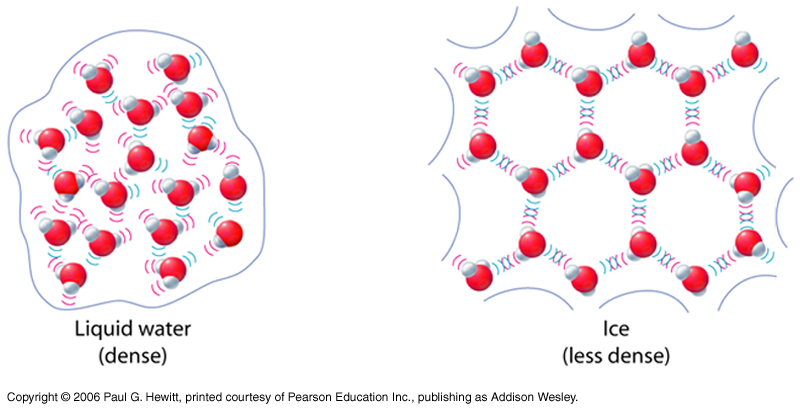 Liquid water
(dense)
Ice
(less dense)
Copyright © 2006 Paul G. Hewitt, printed courtesy of Pearson Education Inc., publishing as Addison Wesley.